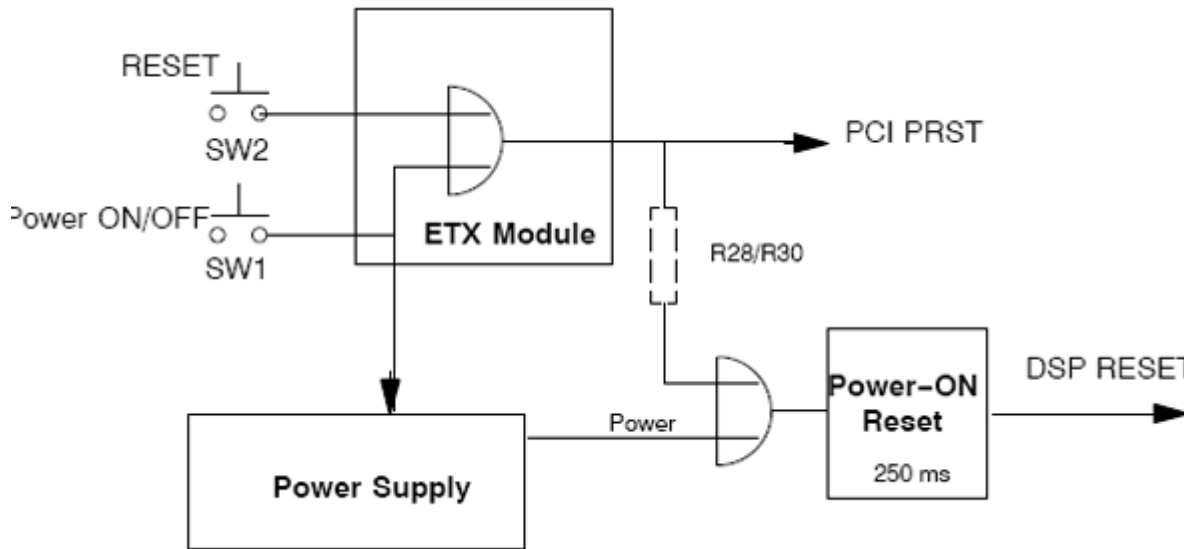 RESET
SW2
Power ON/OFF
SW1
ETX Module
PCI PRST
R28/R30
Power Supply
Power
Power-ON
Reset
250 ms
DSP RESET